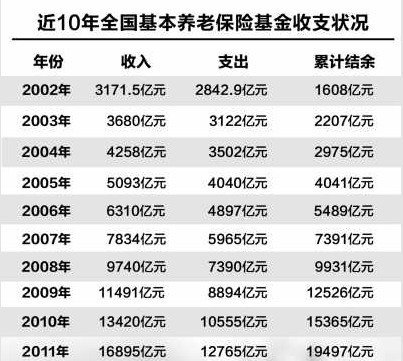 近10年全国基本养老保险基金收支状况
年份 收入 支出 累计结余
2002年 3171.5亿元 2842.9亿元 1608亿元
2003年 3680亿元 3122亿元 2207亿元
2004年 4258亿元 3502亿元 2975亿元
2005年 5093亿元 4040亿元 4041亿元
2006年 6310亿元 4897亿元 5489亿元
2007年 7834亿元 5965亿元 7391亿元
2008年 9740亿元 7390亿元 9931亿元
2009年 11491亿元 8894亿元 12526亿元
2010年 13420亿元 10555亿元 15365亿元
2011年 16895亿元 12765亿元 19497亿元